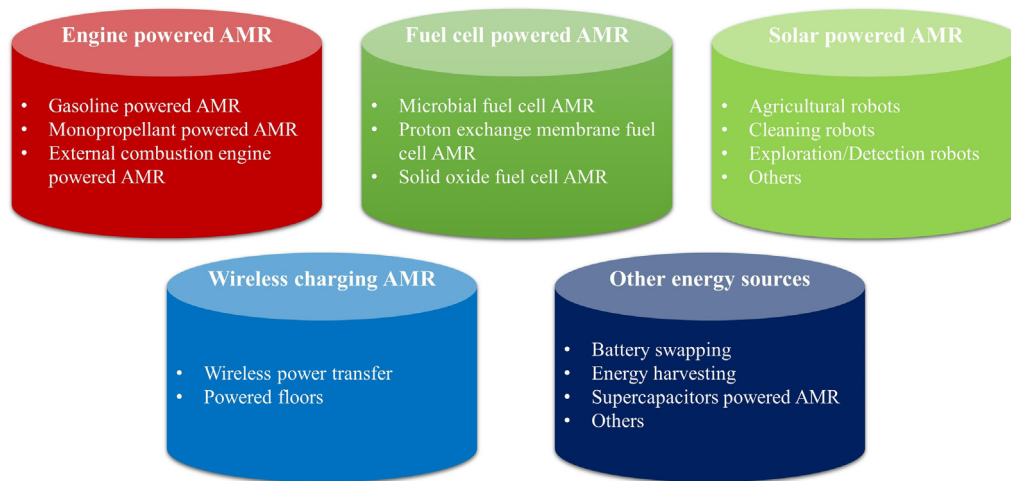 Engine powered AMR
• Gasoline powered AMR
• Monopropellant powered AMR
• External combustion engine
powered AMR
Fuel cell powered AMR
• Microbial fuel cell AMR
• Proton exchange membrane fuel
cell AMR
• Solid oxide fuel cell AMR
Solar powered AMR
• Agricultural robots
• Cleaning robots
• Exploration/Detection robots
• Others
Wireless charging AMR
• Wireless power transfer
• Powered floors
Other energy sources
• Battery swapping
• Energy harvesting
• Supercapacitors powered AMR
• Others